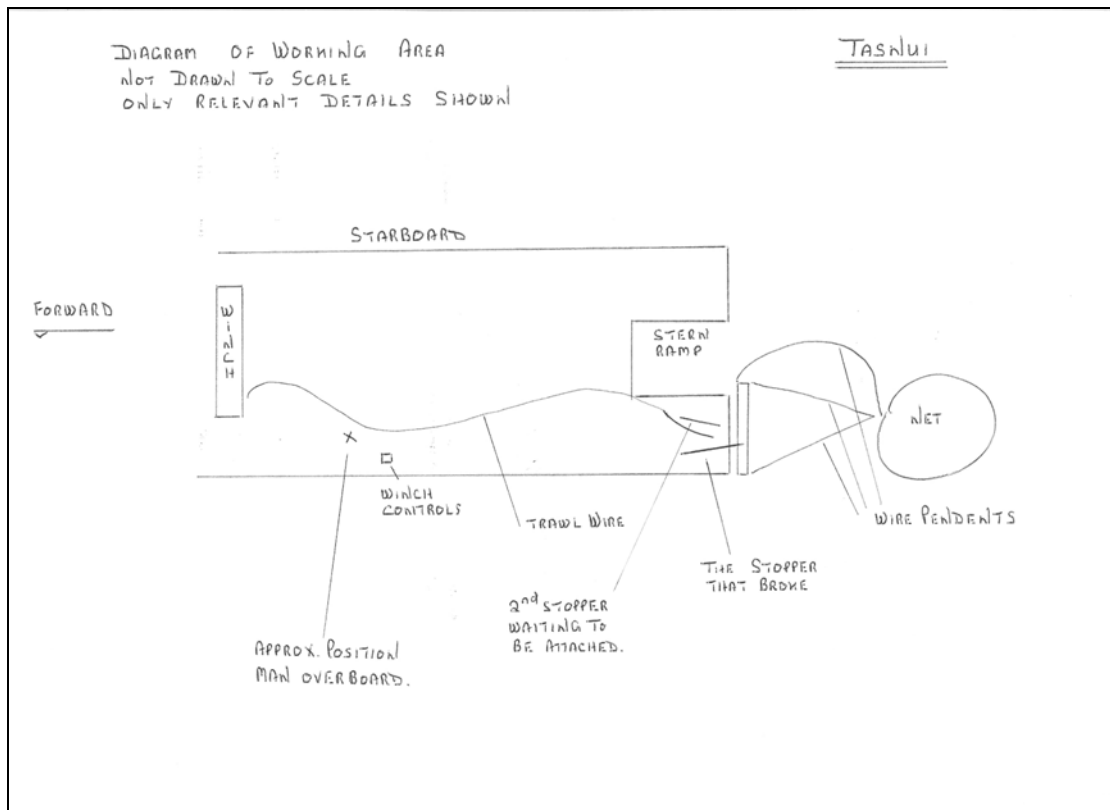 DIAGRAM OF WORKING AREA
NOT DRAWN TO SCALE
ONLY RELEVANT DETAILS SHOWN
TASNUI
STARBOARD
FORWARD
WINCH
STERN
RAMP
NET
WINCH
CONTROLS
TRAWL WIRE
WIRE PENDENTS
THE STOPPER
THAT BROKE
2nd STOPPER
WAITING TO
BE ATTACHED.
APPROX. POSITION
MAN OVERBOARD.